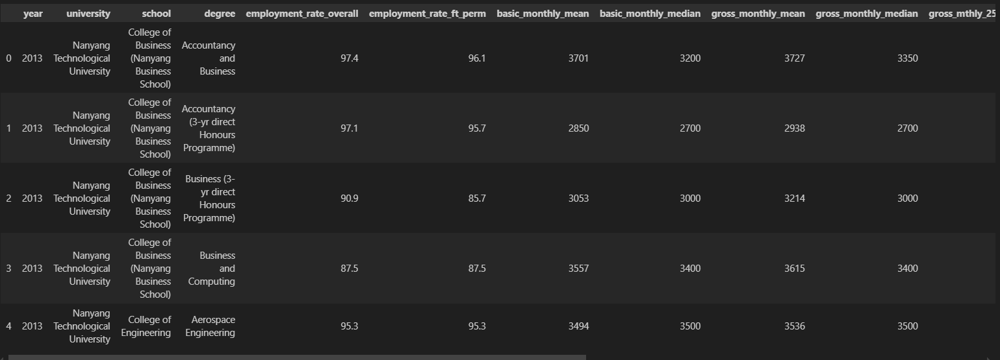 year university school degree employment_rate_overall employment_rate_ft_perm basic_monthly_mean basic_monthly_median gross_monthly_mean gross_monthly_median gross_mthly_25
College of
Nanyang Business Accountancy
0 2013 Technological (Nanyang and 97.4 96.1 3701 3200 3727 3350
University Business Business
School)
College of
Business Accountancy
Nanyang (3-yr direct
1 2013 Technological (Nanyang Honours 97.1 95.7 2850 2700 2938 2700
University Business Programme)
School)
College of
Business Business (3-
Nanyang yr direct
2 2013 Technological (Nanyang Honours 90.9 85.7 3053 3000 3214 3000
University Business Programme)
School)
College of
Nanyang Business Business
3 2013 Technological (Nanyang and 87.5 87.5 3557 3400 3615 3400
University Business Computing
School)
Nanyang
4 2013 Technological College of Aerospace 95.3 95.3 3494 3500 3536 3500
University Engineering Engineering